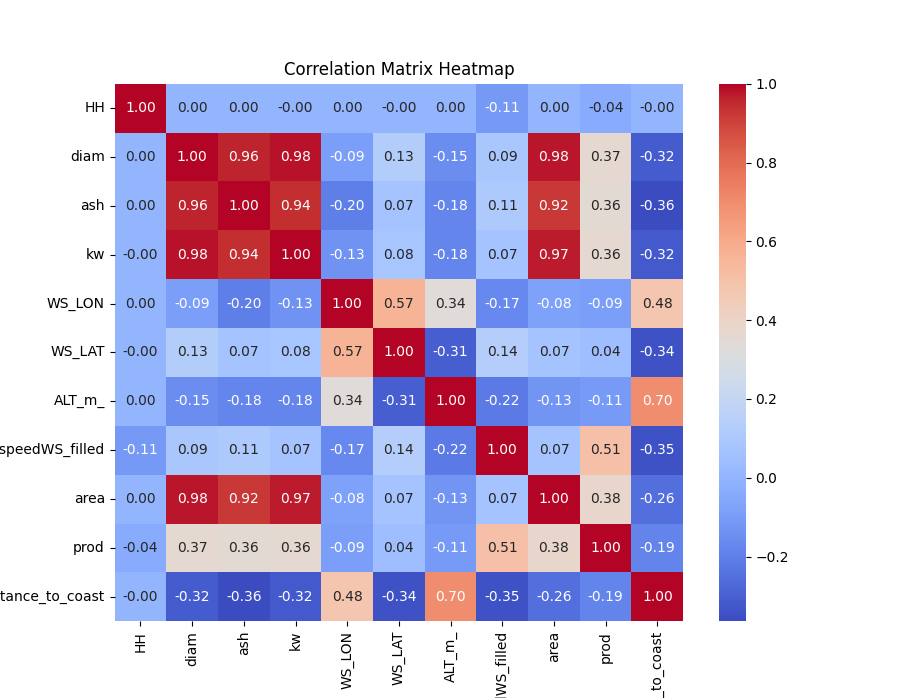 Correlation Matrix Heatmap
HH 1.00 0.00 0.00 -0.00 0.00 -0.00 0.00 -0.11 0.00 -0.04 -0.00
diam 0.00 1.00 0.96 0.98 -0.09 0.13 -0.15 0.09 0.98 0.37 -0.32
ash 0.00 0.96 1.00 0.94 -0.20 0.07 -0.18 0.11 0.92 0.36 -0.36
kw -0.00 0.98 0.94 1.00 -0.13 0.08 -0.18 0.07 0.97 0.36 -0.32
WS_LON 0.00 -0.09 -0.20 -0.13 1.00 0.57 0.34 -0.17 -0.08 -0.09 0.48
WS_LAT -0.00 0.13 0.07 0.08 0.57 1.00 -0.31 0.14 0.07 0.04 -0.34
ALT_m_ 0.00 -0.15 -0.18 -0.18 0.34 -0.31 1.00 -0.22 -0.13 -0.11 0.70
speedWS_filled -0.11 0.09 0.11 0.07 -0.17 0.14 -0.22 1.00 0.07 0.51 -0.35
area 0.00 0.98 0.92 0.97 -0.08 0.07 -0.13 0.07 1.00 0.38 -0.26
prod -0.04 0.37 0.36 0.36 -0.09 0.04 -0.11 0.51 0.38 1.00 -0.19
tance_to_coast -0.00 -0.32 -0.36 -0.32 0.48 -0.34 0.70 -0.35 -0.26 -0.19 1.00
HH
diam
ash
kw
WS_LON
WS_LAT
ALT_m_
WS_filled
area
prod
_to_coast
1.0
0.8
0.6
0.4
0.2
0.0
−0.2